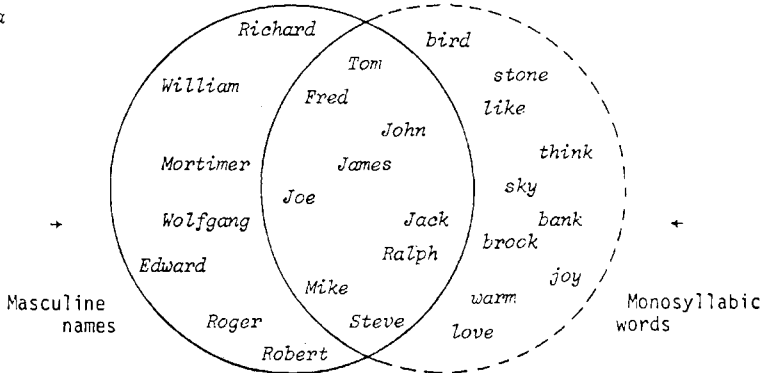 a
Richard
bird
Tom
stone
William
Fred
like
John
think
Mortimer
James
sky
Joe
Wolfgang
Jack
bank
brock
Ralph
Edward
joy
Mike
warm
Masculine
names
Monosyllabic
words
Roger
Steve
love
Robert